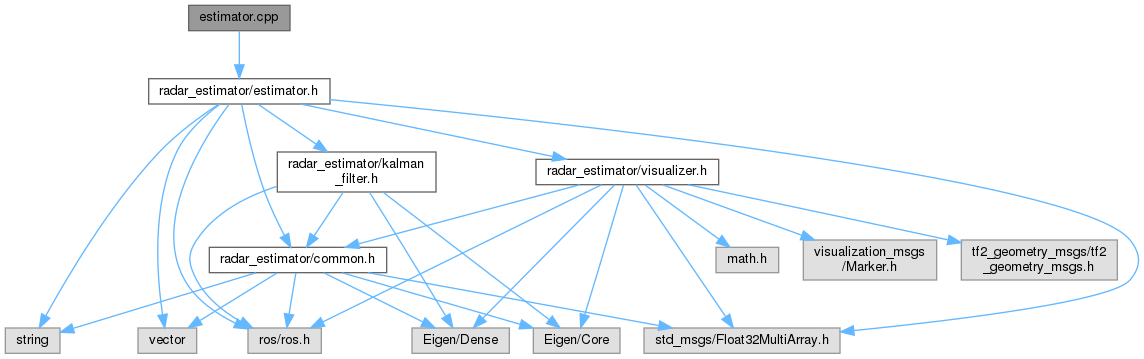 estimator.cpp
radar_estimator/estimator.h
radar_estimator/kalman
_filter.h
radar_estimator/visualizer.h
radar_estimator/common.h
math.h
visualization_msgs
/Marker.h
tf2_geometry_msgs/tf2
_geometry_msgs.h
string
vector
ros/ros.h
Eigen/Dense
Eigen/Core
std_msgs/Float32MultiArray.h